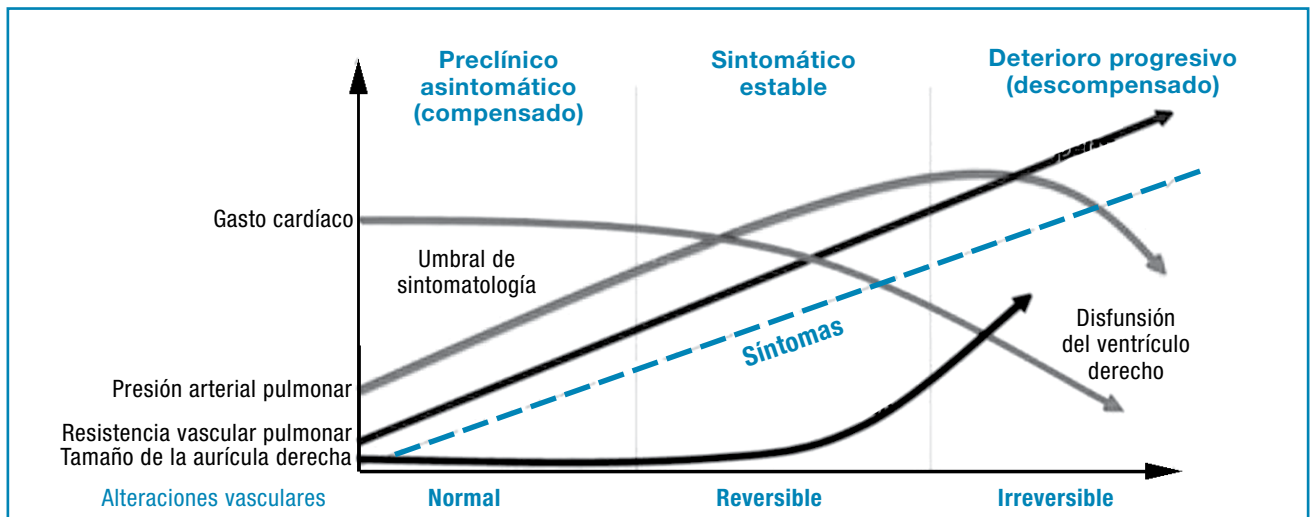 Preclínico
asintomático
(compensado)
Sintomático
estable
Deterioro progresivo
(descompensado)
Gasto cardíaco
Umbral de
sintomatología
Síntomas
Disfunsión
del ventrículo
derecho
Presión arterial pulmonar
Resistencia vascular pulmonar
Tamaño de la aurícula derecha
Alteraciones vasculares
Normal
Reversible
Irreversible